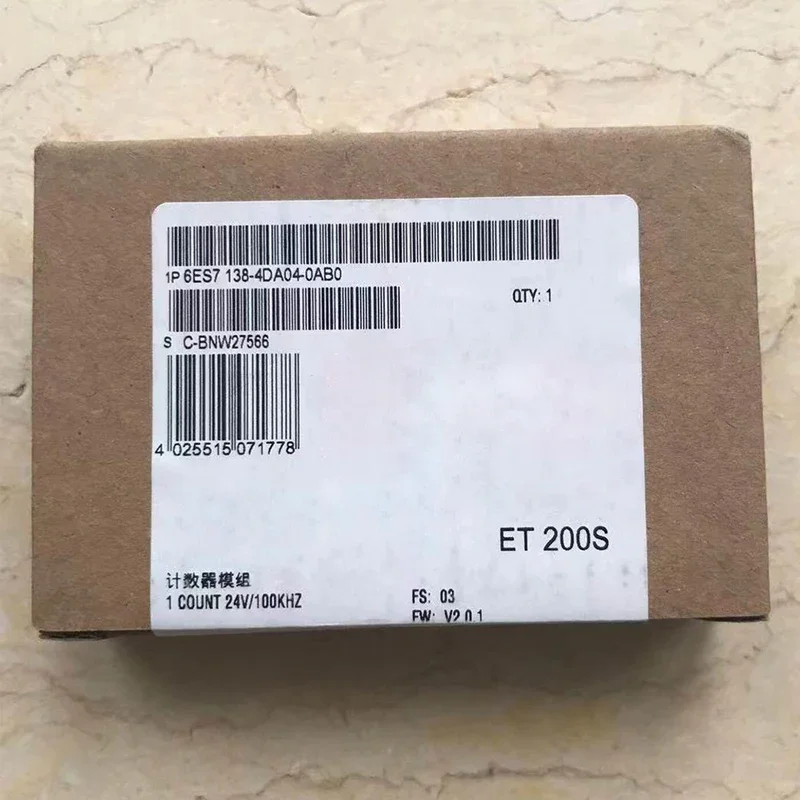 1P 6ES7 138-4DA04-0AB0
QTY: 1
S C-BNW27566
4 025515 071778
ET 200S
计数器模组
1 COUNT 24V/100KHZ
FS: 03
FW: V2.0.1